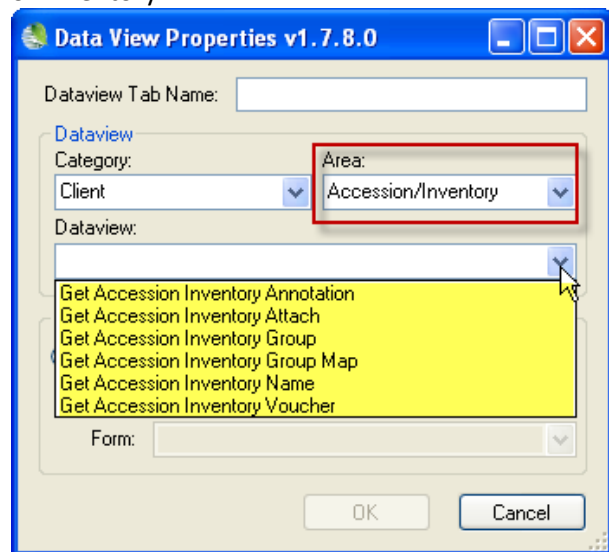 Data View Properties v1.7.8.0
Dataview Tab Name:
Dataview
Category:
Area:
Client
Accession/Inventory
Dataview:
Get Accession Inventory Annotation
Get Accession Inventory Attach
Get Accession Inventory Group
Get Accession Inventory Group Map
Get Accession Inventory Name
Get Accession Inventory Voucher
Form:
OK
Cancel